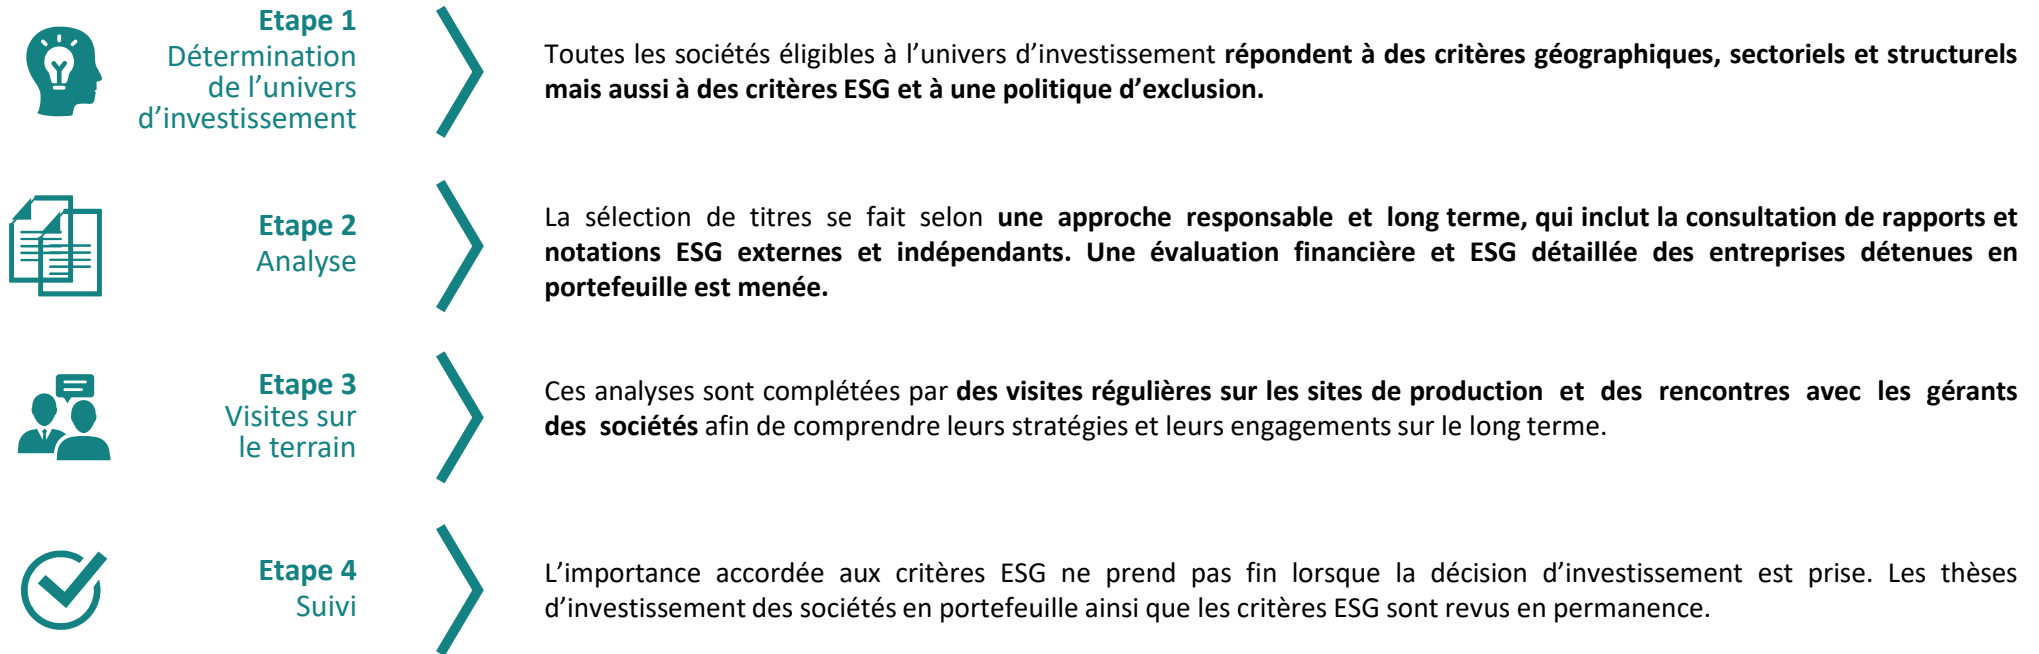 Etape 1
Détermination
de l’univers
d’investissement
Toutes les sociétés éligibles à l’univers d’investissement répondent à des critères géographiques, sectoriels et structurels
mais aussi à des critères ESG et à une politique d’exclusion.
Etape 2
Analyse
La sélection de titres se fait selon une approche responsable et long terme, qui inclut la consultation de rapports et
notations ESG externes et indépendants. Une évaluation financière et ESG détaillée des entreprises détenues en
portefeuille est menée.
Etape 3
Visites sur
le terrain
Ces analyses sont complétées par des visites régulières sur les sites de production et des rencontres avec les gérants
des sociétés afin de comprendre leurs stratégies et leurs engagements sur le long terme.
Etape 4
Suivi
L’importance accordée aux critères ESG ne prend pas fin lorsque la décision d’investissement est prise. Les thèses
d’investissement des sociétés en portefeuille ainsi que les critères ESG sont revus en permanence.